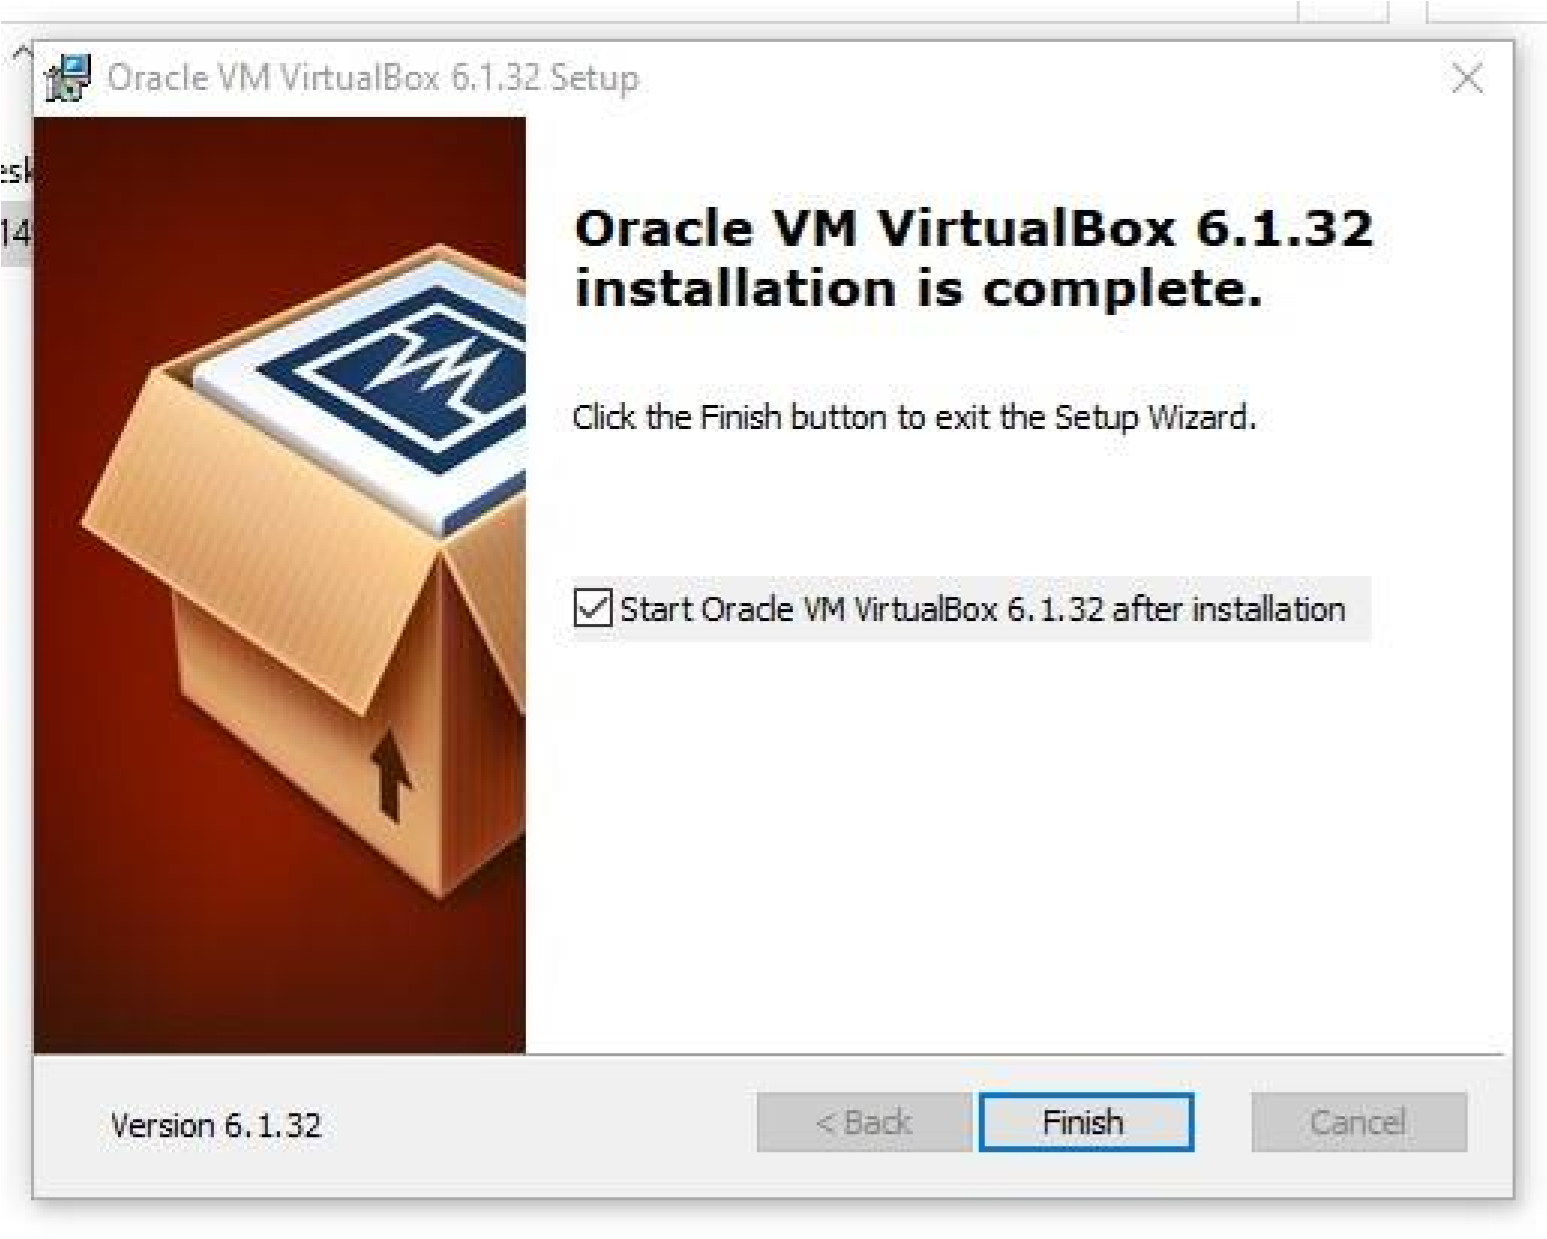 Oracle VM VirtualBox 6.1.32 Setup
Oracle VM VirtualBox 6.1.32
installation is complete.
Click the Finish button to exit the Setup Wizard.
Start Oracle VM VirtualBox 6.1.32 after installation
Version 6.1.32
< Back
Finish
Cancel